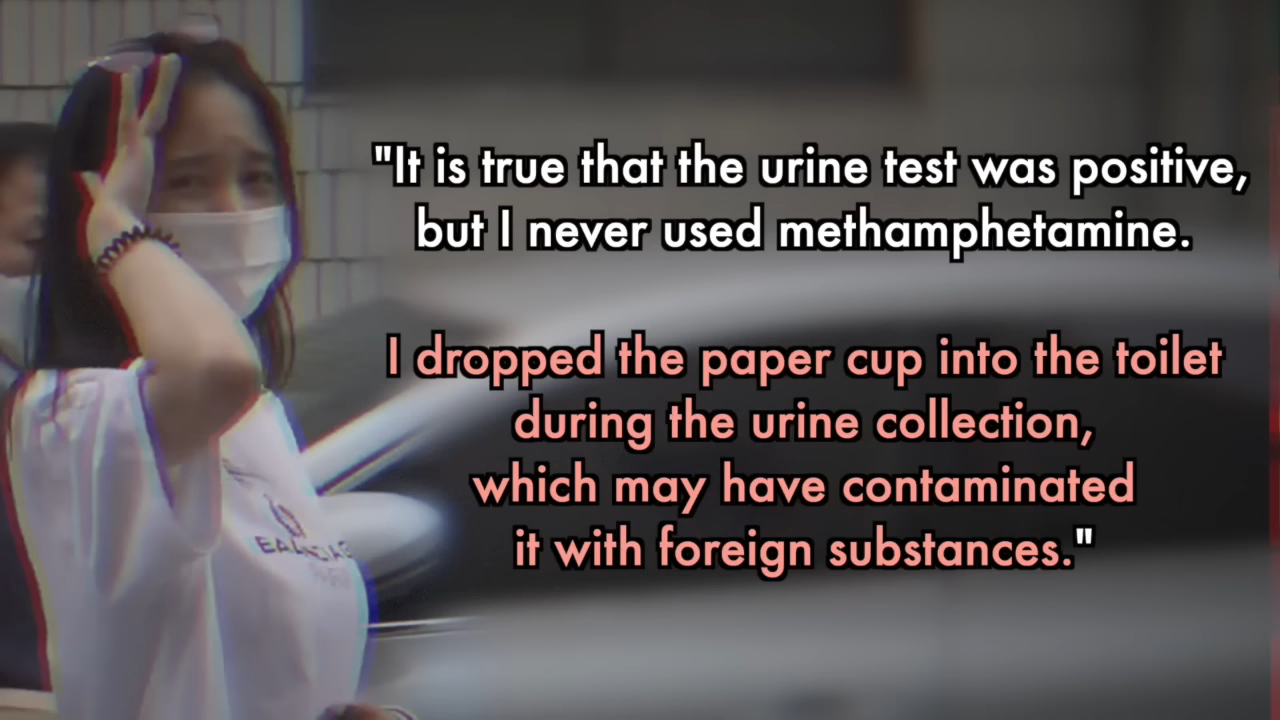 "It is true that the urine test was positive,
but I never used methamphetamine.
I dropped the paper cup into the toilet
during the urine collection,
which may have contaminated
it with foreign substances."